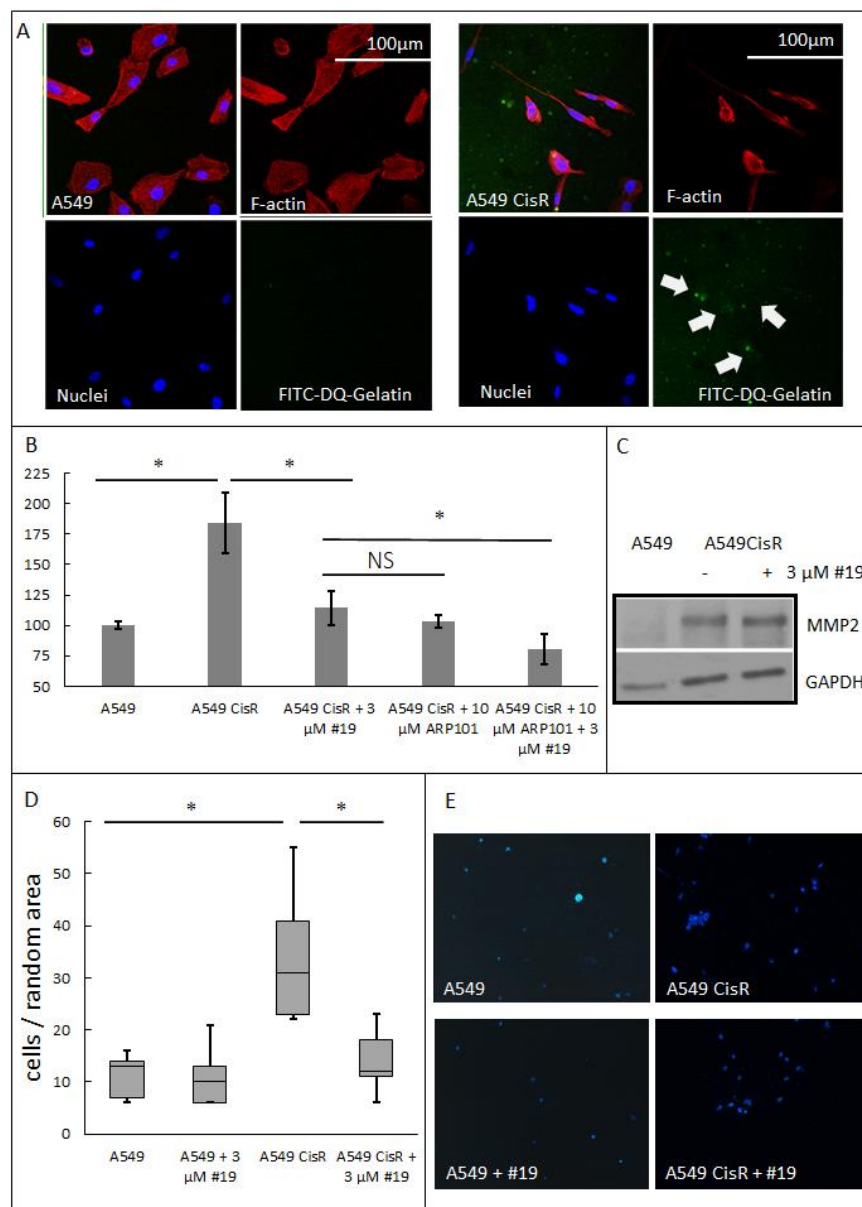 A
100µm
100µm
A549
F-actin
A549 CisR
F-actin
Nuclei
FITC-DQ-Gelatin
Nuclei
FITC-DQ-Gelatin
B
*
*
*
NS
225
200
175
150
125
100
75
50
A549
A549 CisR
A549 CisR + 3
µM #19
A549 CisR + 10
µM ARP101
A549 CisR + 10
µM ARP101 + 3
µM #19
C
A549
A549CisR
- + 3 µM #19
MMP2
GAPDH
D
*
*
cells / random area
60
50
40
30
20
10
0
A549
A549 + 3
µM #19
A549 CisR
A549 CisR +
3 µM #19
E
A549
A549 CisR
A549 + #19
A549 CisR + #19